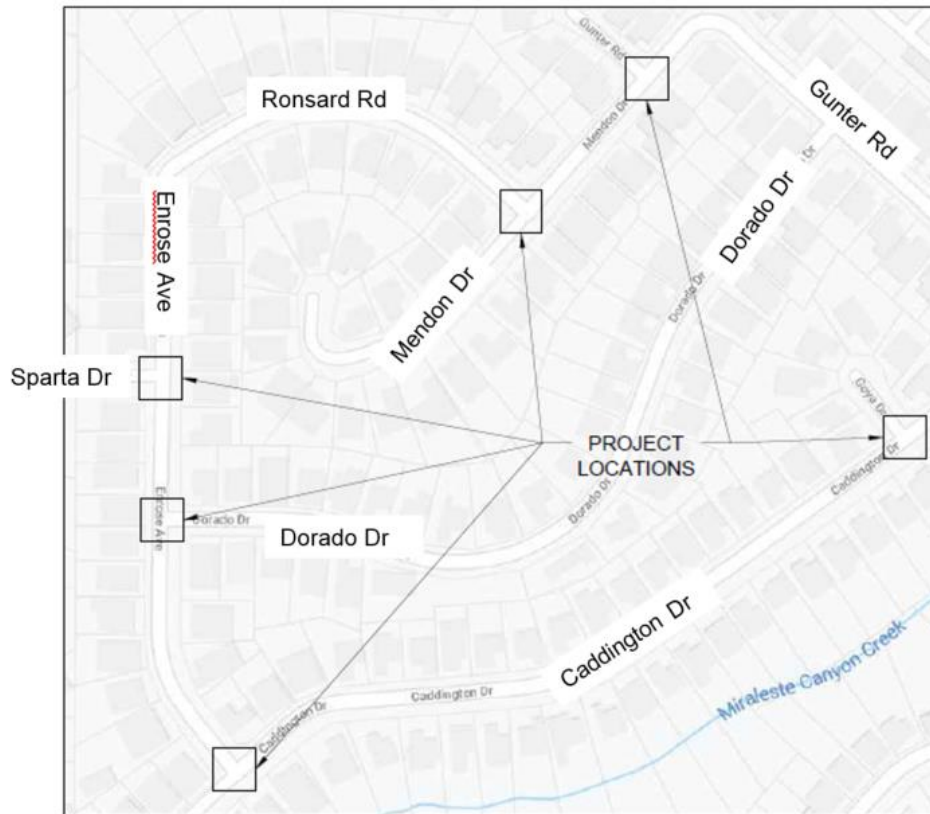 Gunter Rd
Ronsard Rd
Mendon Dr
Gunter Rd
Dorado Dr
Enrose Ave
Dorado Dr
Mendon Dr
Sparta Dr
Goya Dr
PROJECT
LOCATIONS
Caddington Dr
Enrose Ave
Dorado Dr
Dorado Dr
Dorado Dr
Caddington Dr
Miraleste Canyon Creek
Caddington Dr
Caddington Dr